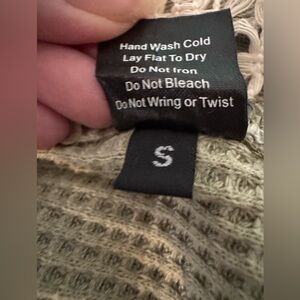 Hand Wash Cold
Lay Flat To Dry
Do Not Iron
Do Not Bleach
Do Not Wring or Twist
S